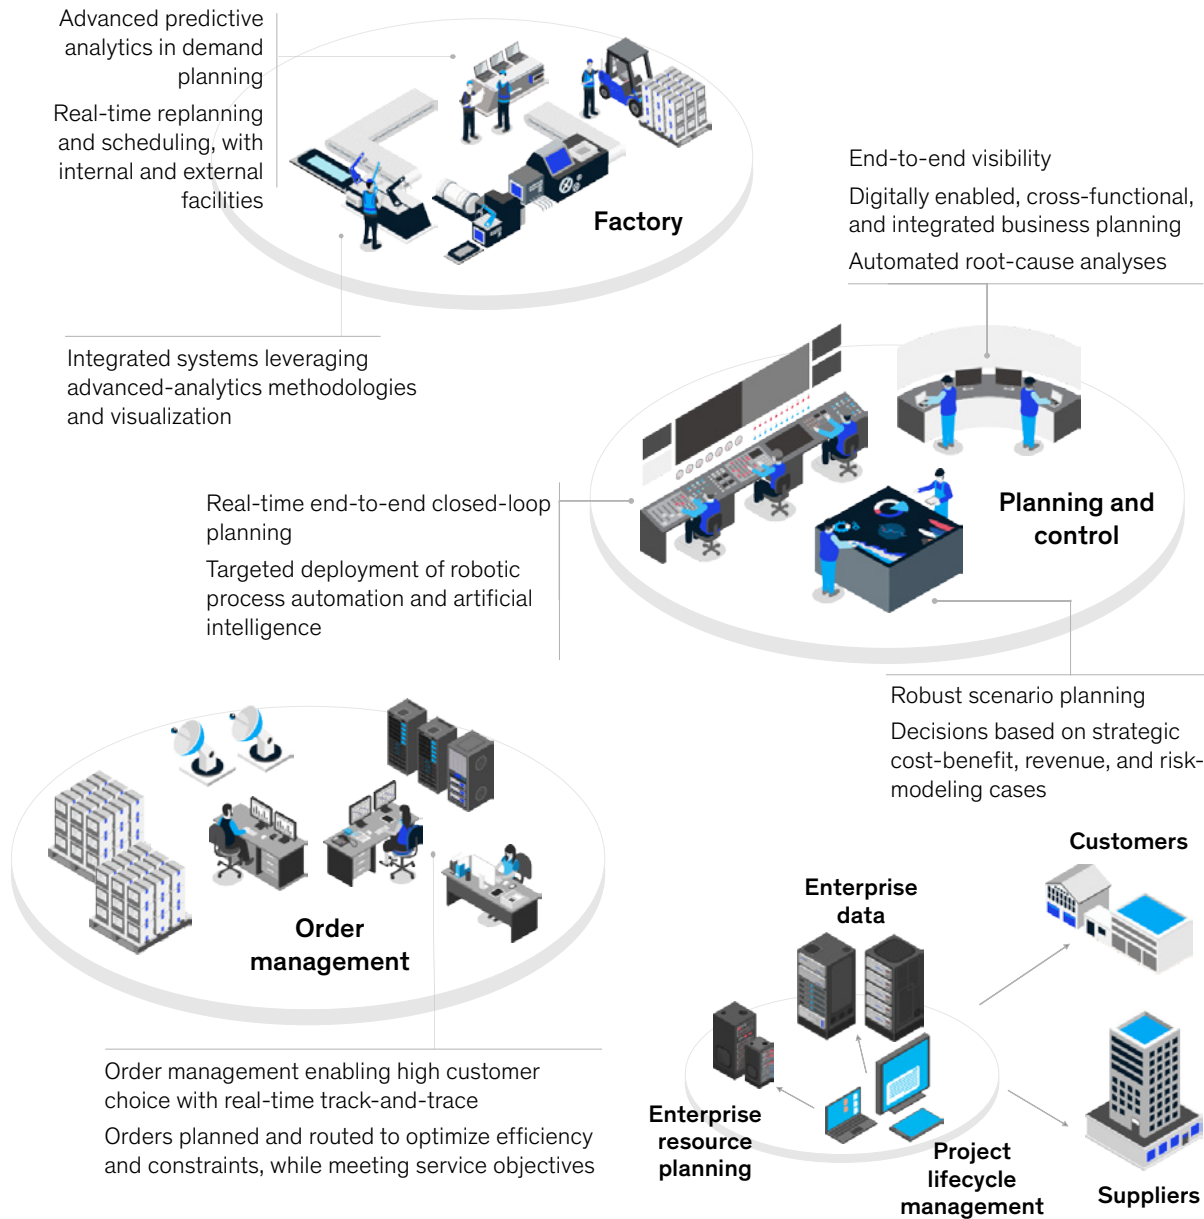 Advanced predictive
analytics in demand
planning
Real-time replanning
and scheduling, with
internal and external
facilities
Factory
End-to-end visibility
Digitally enabled, cross-functional,
and integrated business planning
Automated root-cause analyses
Integrated systems leveraging
advanced-analytics methodologies
and visualization
Real-time end-to-end closed-loop
planning
Targeted deployment of robotic
process automation and artificial
intelligence
Planning and
control
Robust scenario planning
Decisions based on strategic
cost-benefit, revenue, and risk-
modeling cases
Order
management
Order management enabling high customer
choice with real-time track-and-trace
Orders planned and routed to optimize efficiency
and constraints, while meeting service objectives
Customers
Enterprise
data
Enterprise
resource
planning
Project
lifecycle
management
Suppliers